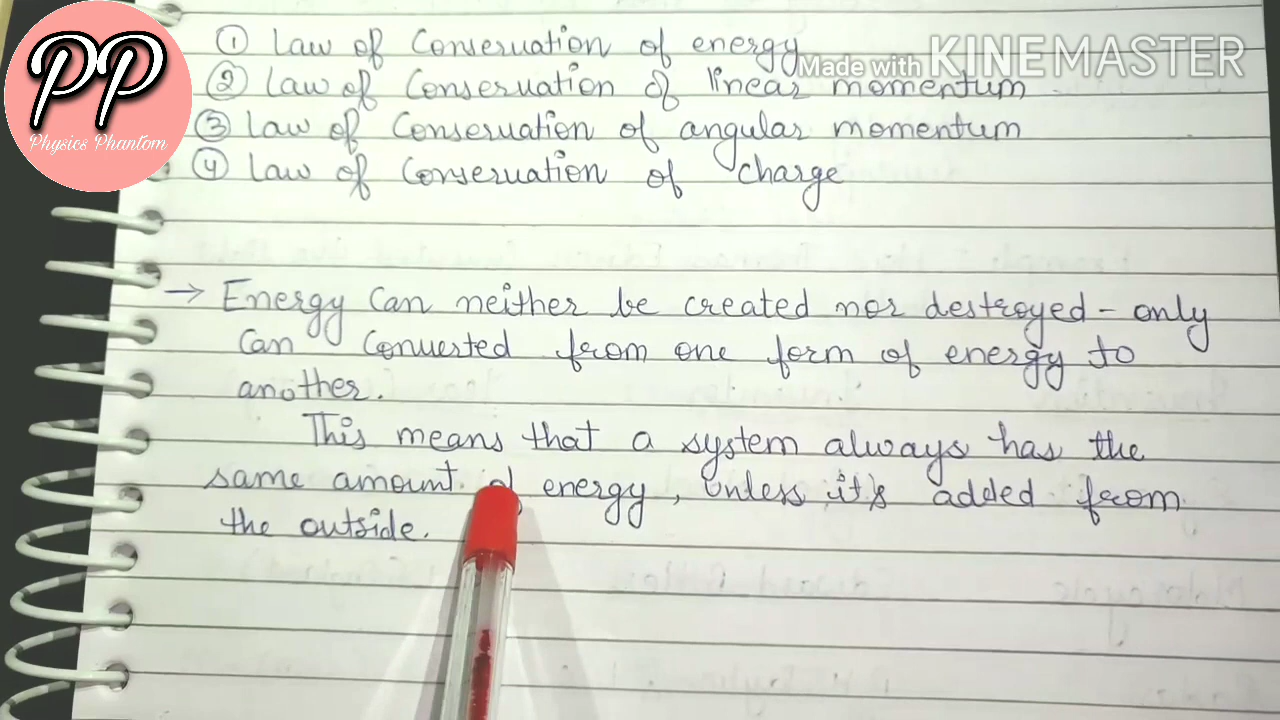 ① Law of Conservation of energy
② Law of Conservation of linear momentum
③ Law of Conservation of angular momentum
④ Law of Conservation of charge
→ Energy Can neither be created nor destroyed - only
Can Converted from one form of energy to
another.
This means that a system always has the
same amount of energy, unless it's added from
the outside.
PP
Physics Phantom
Made with KINEMASTER